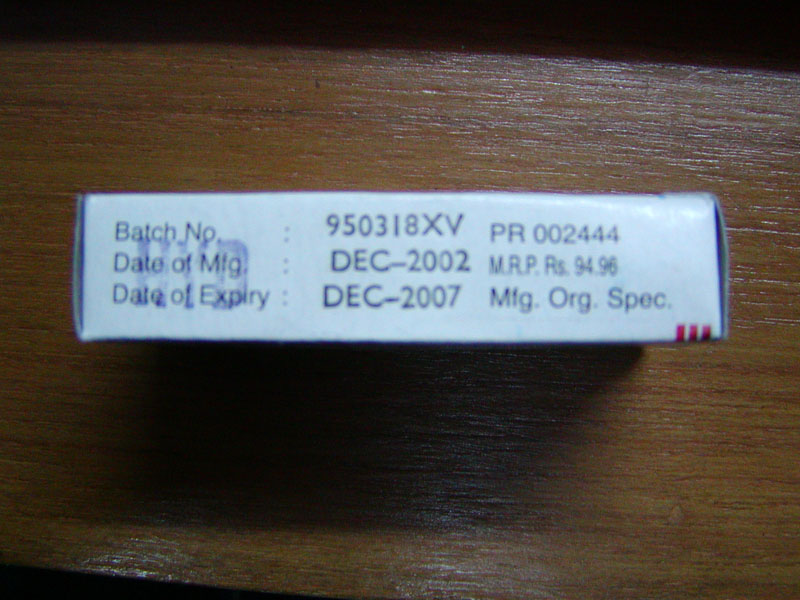 Batch No. : 950318XV PR 002444
Date of Mfg. : DEC–2002 M.R.P. Rs. 94.96
Date of Expiry : DEC–2007 Mfg. Org. Spec.